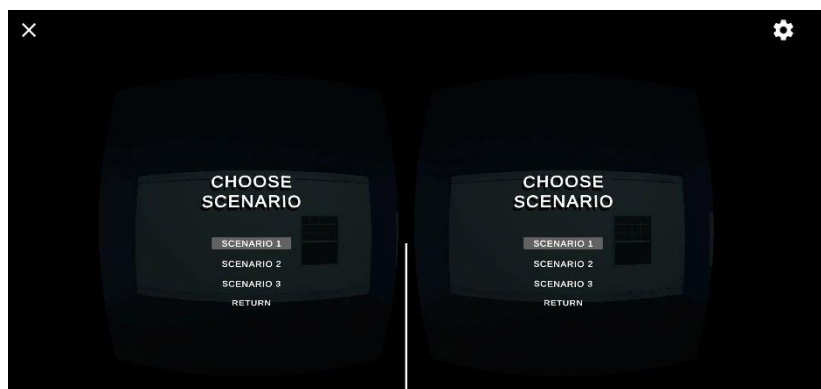 CHOOSE
SCENARIO
SCENARIO 1
SCENARIO 2
SCENARIO 3
RETURN
CHOOSE
SCENARIO
SCENARIO 1
SCENARIO 2
SCENARIO 3
RETURN